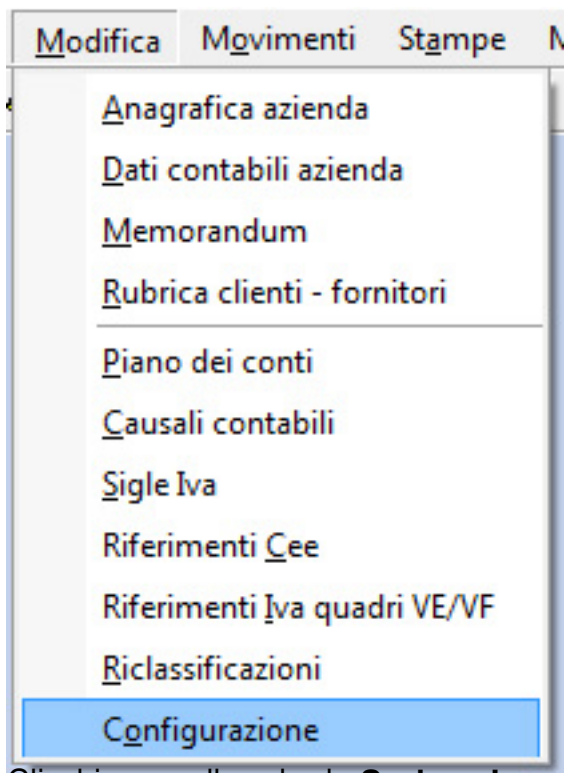 Modifica Movimenti Stampe
Anagrafica azienda
Dati contabili azienda
Memorandum
Rubrica clienti - fornitori
Piano dei conti
Causali contabili
Sigle Iva
Riferimenti Cee
Riferimenti Iva quadri VE/VF
Riclassificazioni
Configurazione